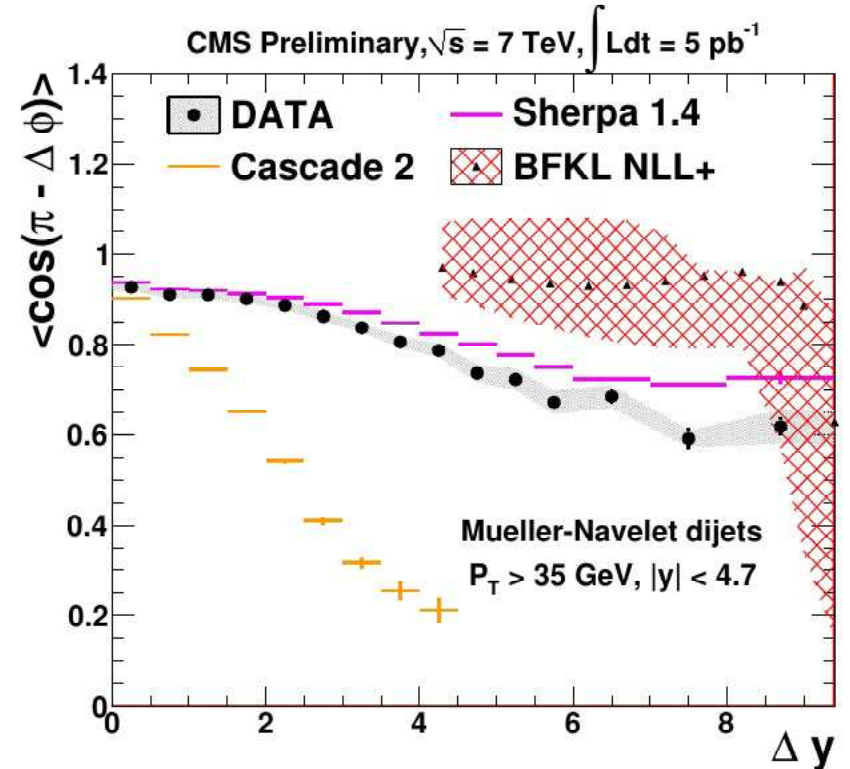 CMS Preliminary,√s = 7 TeV, ∫Ldt = 5 pb⁻¹
<cos(π - Δ ϕ)>
1.4
1.2
1
0.8
0.6
0.4
0.2
0
DATA
Sherpa 1.4
Cascade 2
BFKL NLL+
Mueller-Navelet dijets
P_T > 35 GeV, |y| < 4.7
0 2 4 6 8
Δ y